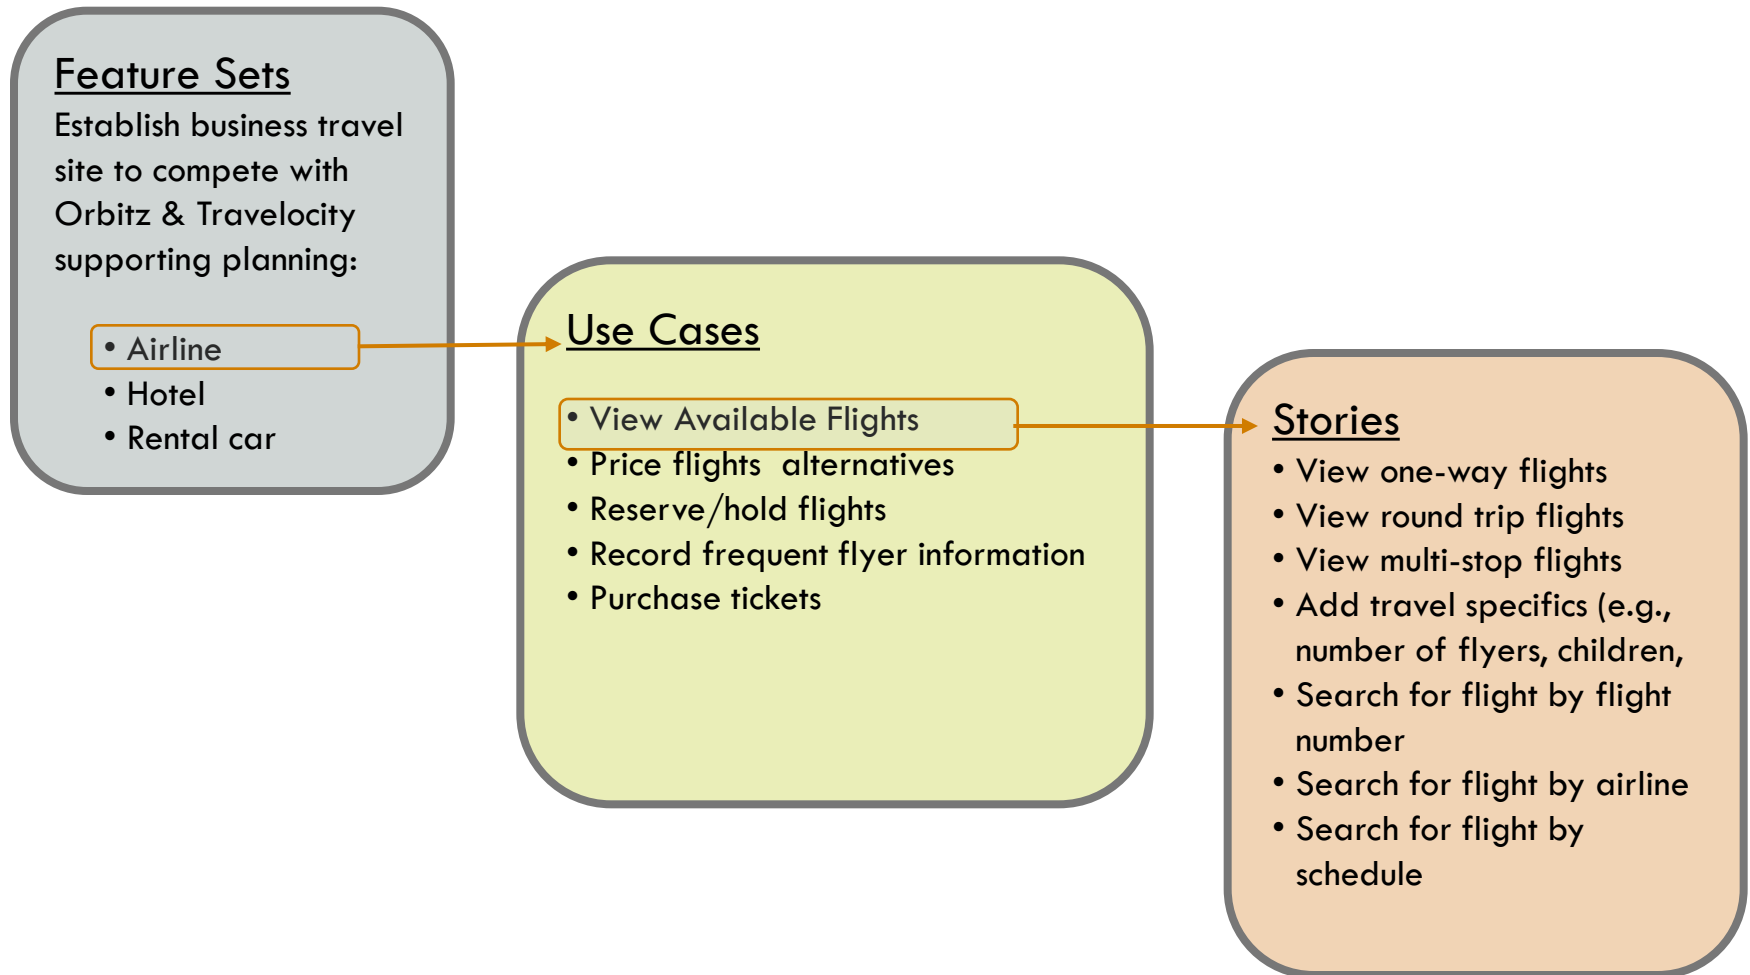 Feature Sets
Establish business travel
site to compete with
Orbitz & Travelocity
supporting planning:
• Airline
• Hotel
• Rental car
Use Cases
• View Available Flights
• Price flights  alternatives
• Reserve/hold flights
• Record frequent flyer information
• Purchase tickets
Stories
• View one-way flights
• View round trip flights
• View multi-stop flights
• Add travel specifics (e.g.,
number of flyers, children,
• Search for flight by flight
number
• Search for flight by airline
• Search for flight by
schedule